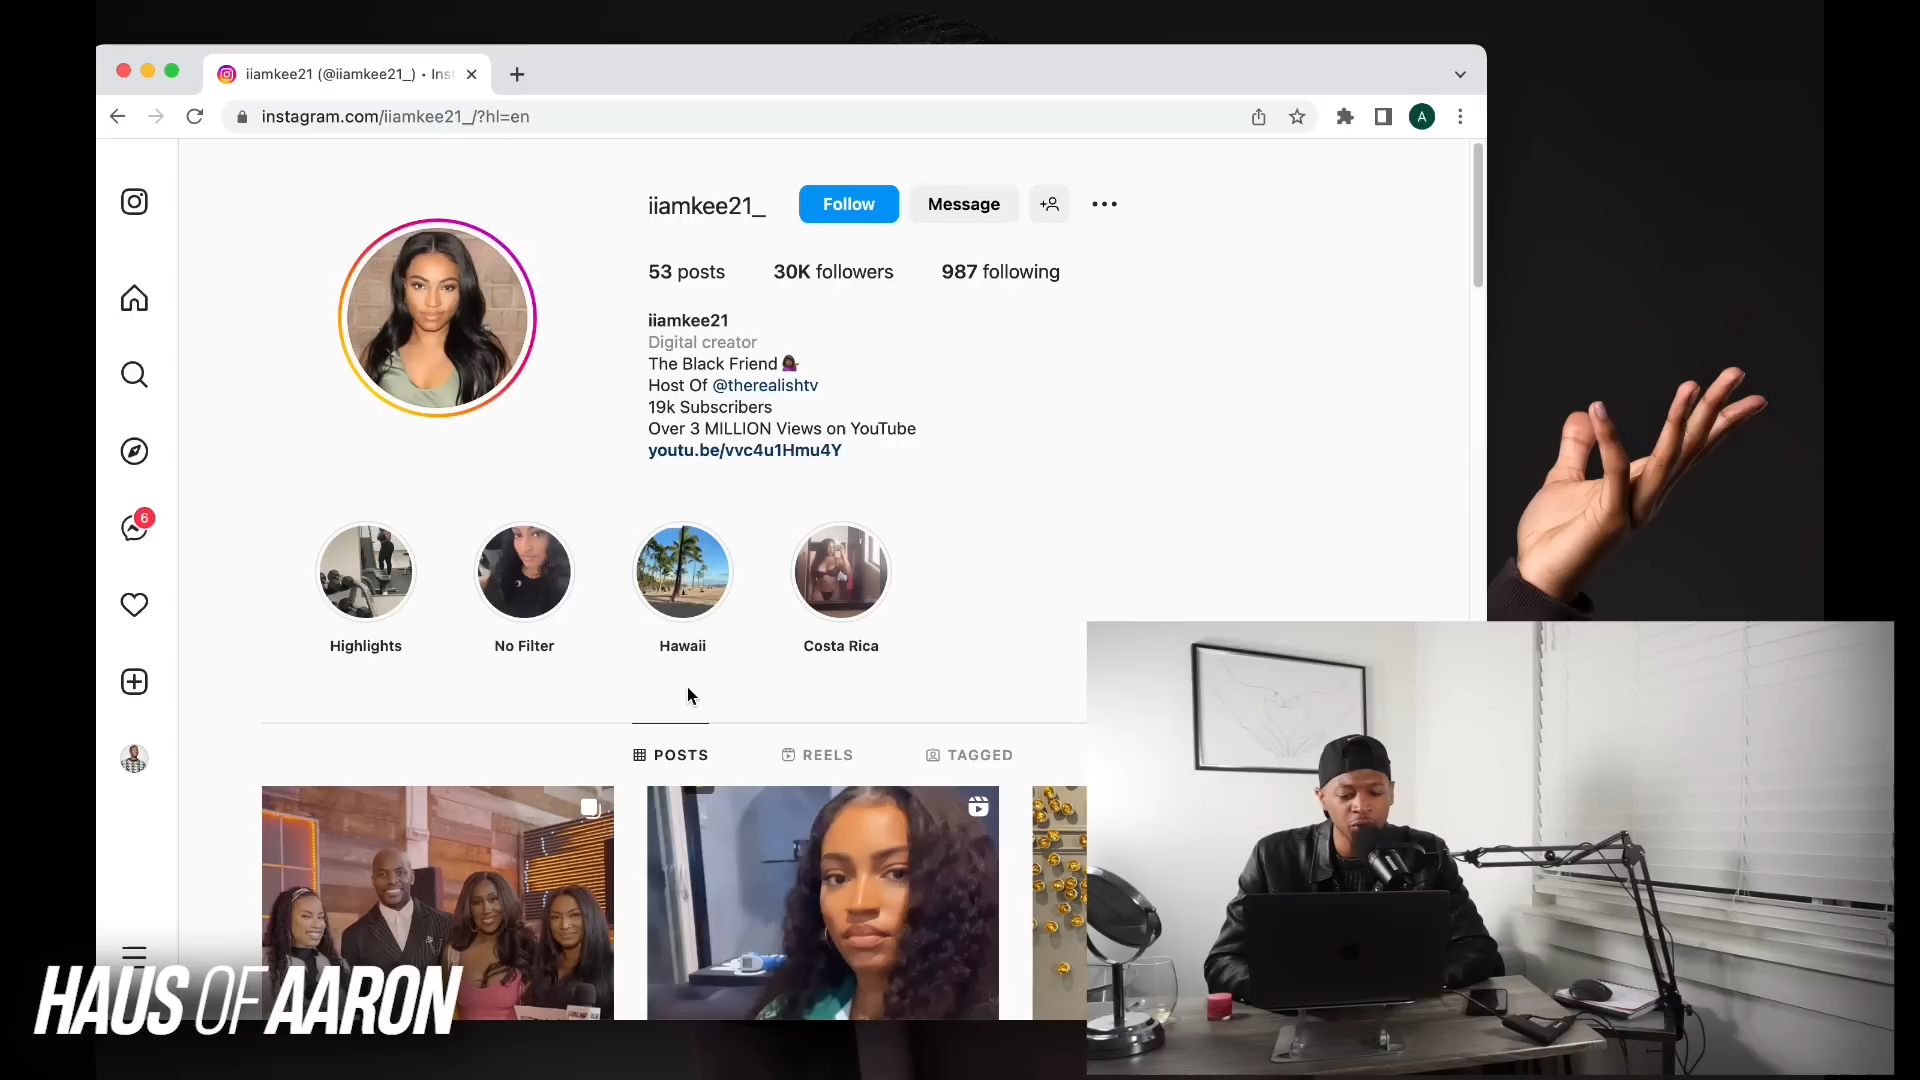 iiamkee21 (@iiamkee21_) • Inst
instagram.com/iiamkee21_/?hl=en
A
iiamkee21_
Follow
Message
53 posts
30K followers
987 following
iiamkee21
Digital creator
The Black Friend 💁🏿‍♀️
Host Of @therealishtv
19k Subscribers
Over 3 MILLION Views on YouTube
youtu.be/vvc4u1Hmu4Y
6
Highlights
No Filter
Hawaii
Costa Rica
POSTS
REELS
TAGGED
HAUS OF AARON